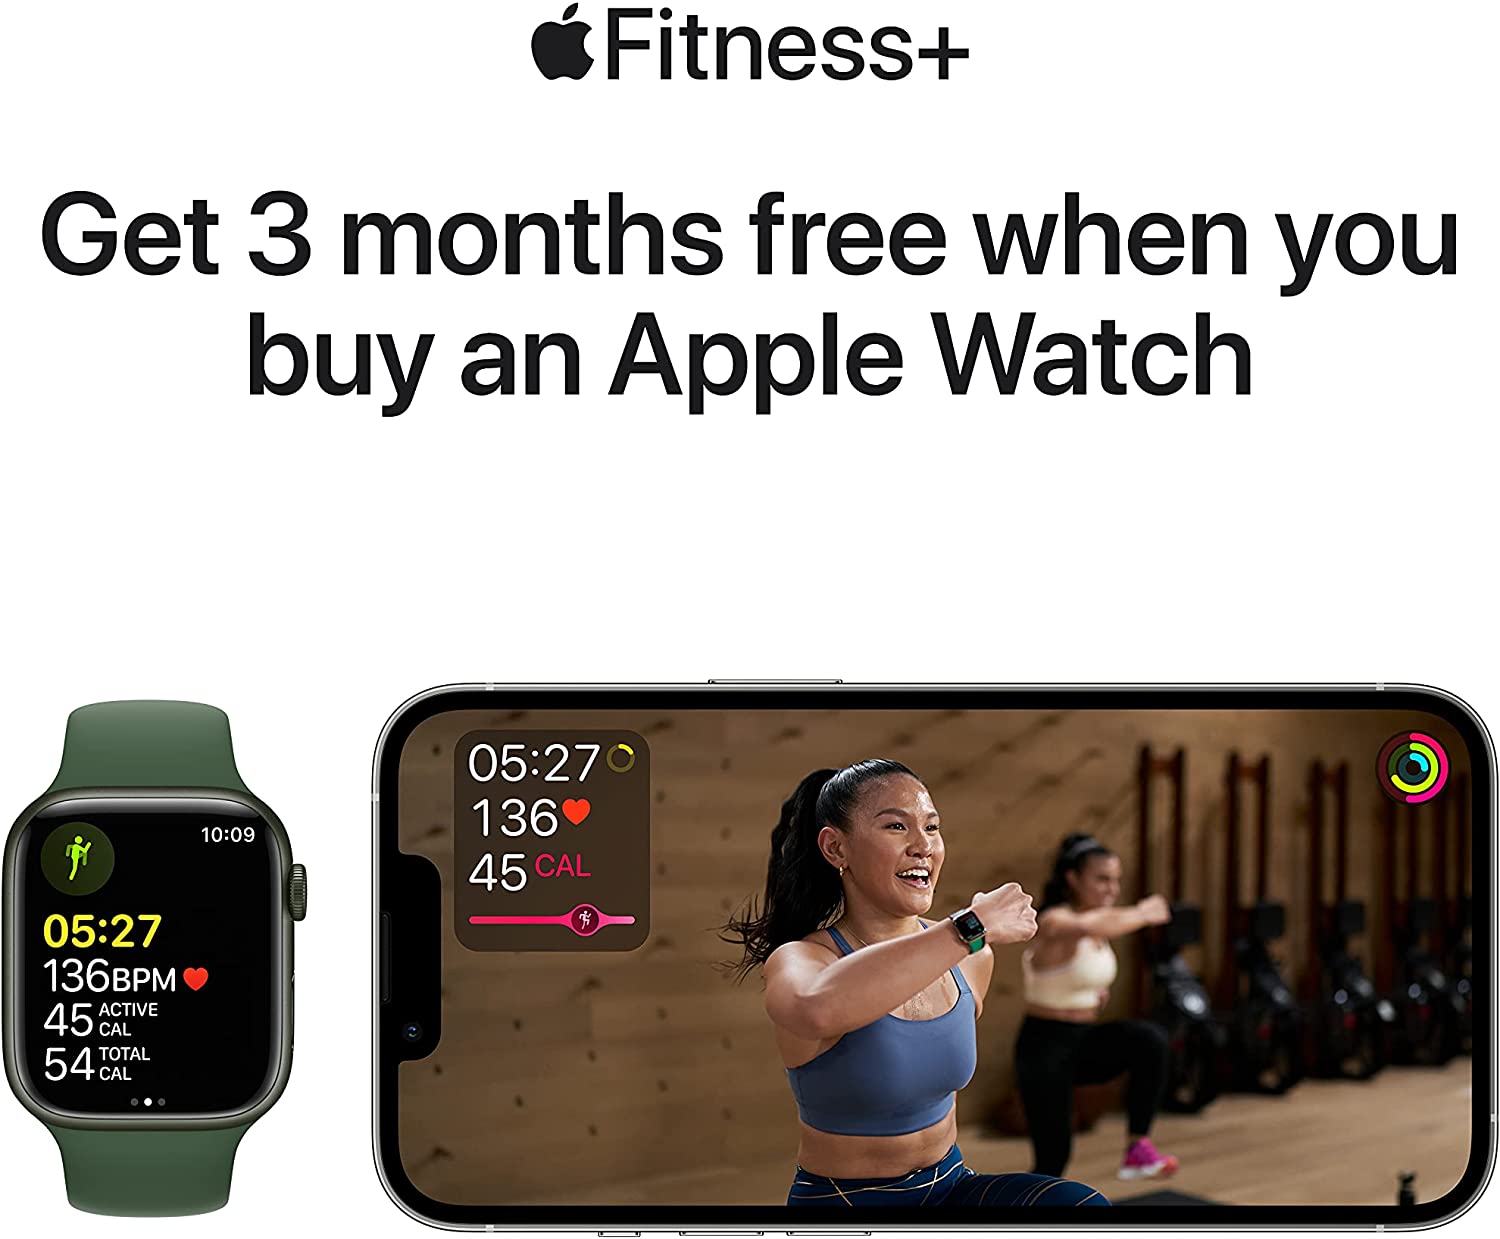 Fitness+
Get 3 months free when you
buy an Apple Watch
10:09
05:27
136BPM
45 ACTIVE CAL
54 TOTAL CAL
05:27
136
45 CAL